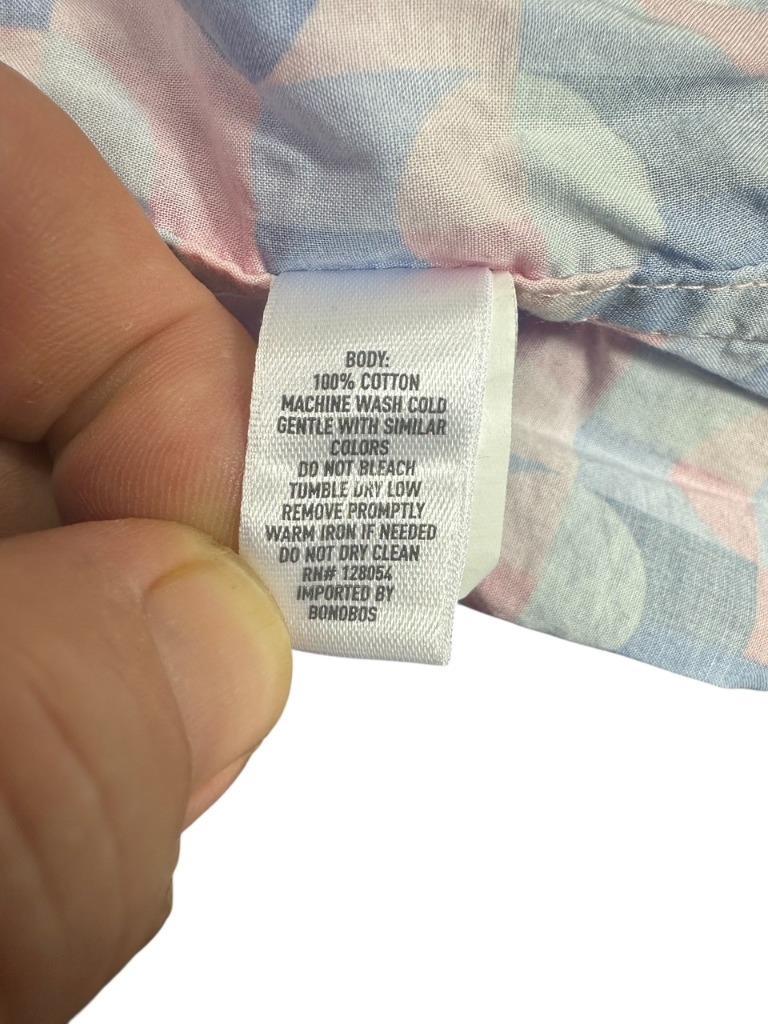 BODY:
100% COTTON
MACHINE WASH COLD
GENTLE WITH SIMILAR
COLORS
DO NOT BLEACH
TUMBLE DRY LOW
REMOVE PROMPTLY
WARM IRON IF NEEDED
DO NOT DRY CLEAN
RN# 128054
IMPORTED BY
BONOBOS